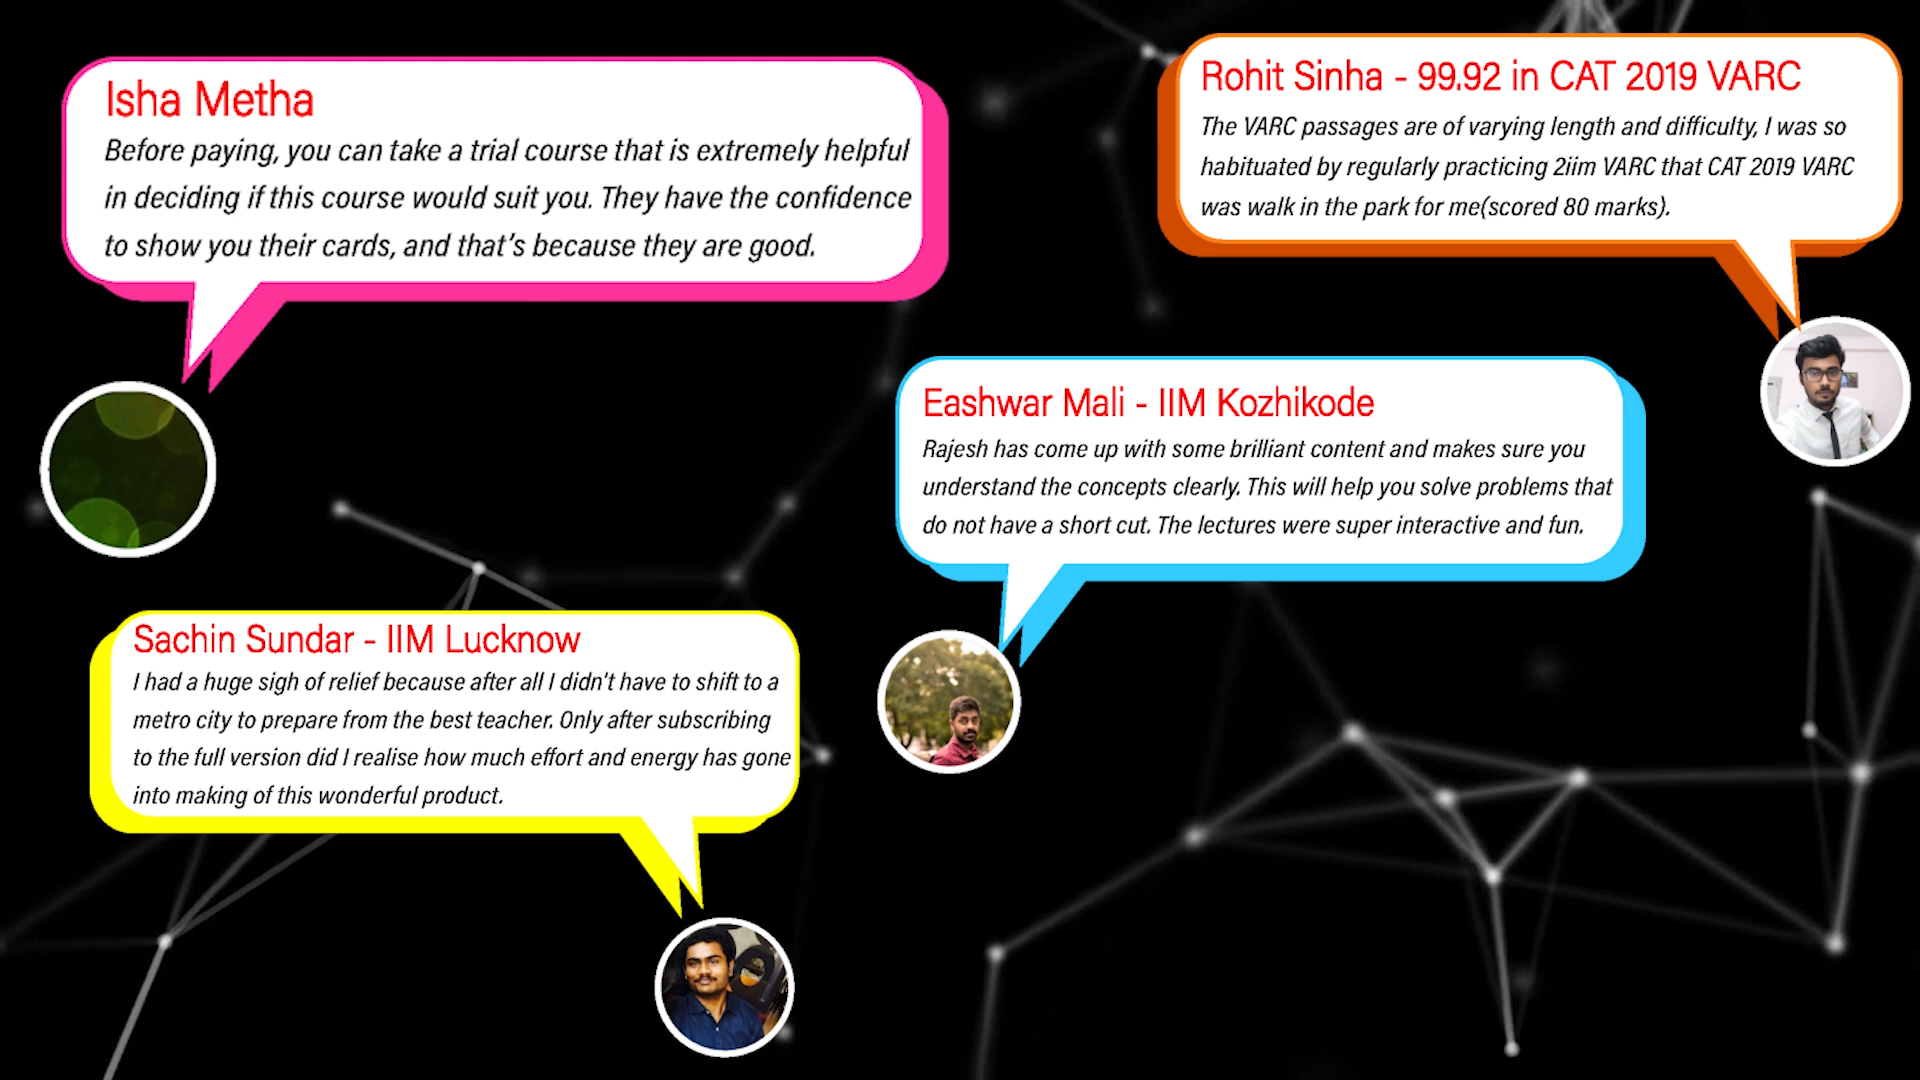 Isha Metha
Before paying, you can take a trial course that is extremely helpful
in deciding if this course would suit you. They have the confidence
to show you their cards, and that's because they are good.
Rohit Sinha - 99.92 in CAT 2019 VARC
The VARC passages are of varying length and difficulty, I was so
habituated by regularly practicing 2iim VARC that CAT 2019 VARC
was walk in the park for me(scored 80 marks).
Eashwar Mali - IIM Kozhikode
Rajesh has come up with some brilliant content and makes sure you
understand the concepts clearly. This will help you solve problems that
do not have a short cut. The lectures were super interactive and fun.
Sachin Sundar - IIM Lucknow
I had a huge sigh of relief because after all I didn't have to shift to a
metro city to prepare from the best teacher. Only after subscribing
to the full version did I realise how much effort and energy has gone
into making of this wonderful product.